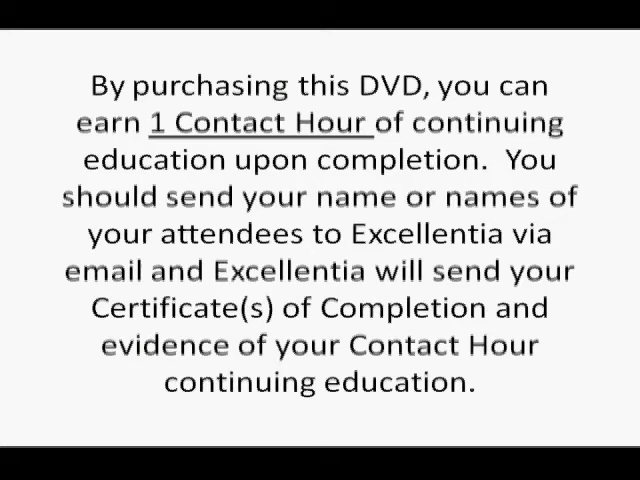 By purchasing this DVD, you can
earn 1 Contact Hour of continuing
education upon completion.  You
should send your name or names of
your attendees to Excellentia via
email and Excellentia will send your
Certificate(s) of Completion and
evidence of your Contact Hour
continuing education.